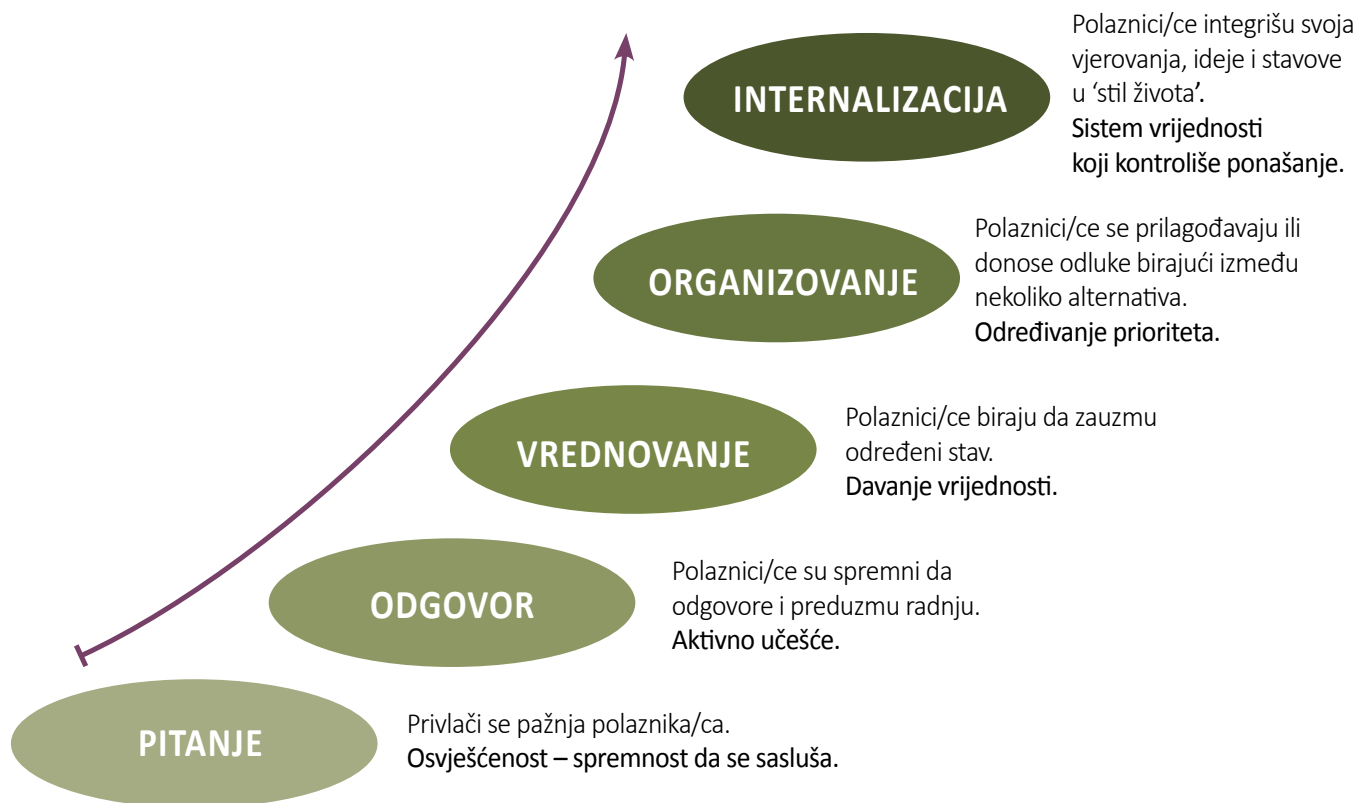 INTERNALIZACIJA
Polaznici/ce integrišu svoja
vjerovanja, ideje i stavove
u ‘stil života’.
Sistem vrijednosti
koji kontroliše ponašanje.
ORGANIZOVANJE
Polaznici/ce se prilagođavaju ili
donose odluke birajući između
nekoliko alternativa.
Određivanje prioriteta.
VREDNOVANJE
Polaznici/ce biraju da zauzmu
određeni stav.
Davanje vrijednosti.
ODGOVOR
Polaznici/ce su spremni da
odgovore i preduzmu radnju.
Aktivno učešće.
PITANJE
Privlači se pažnja polaznika/ca.
Osvješćenost – spremnost da se sasluša.